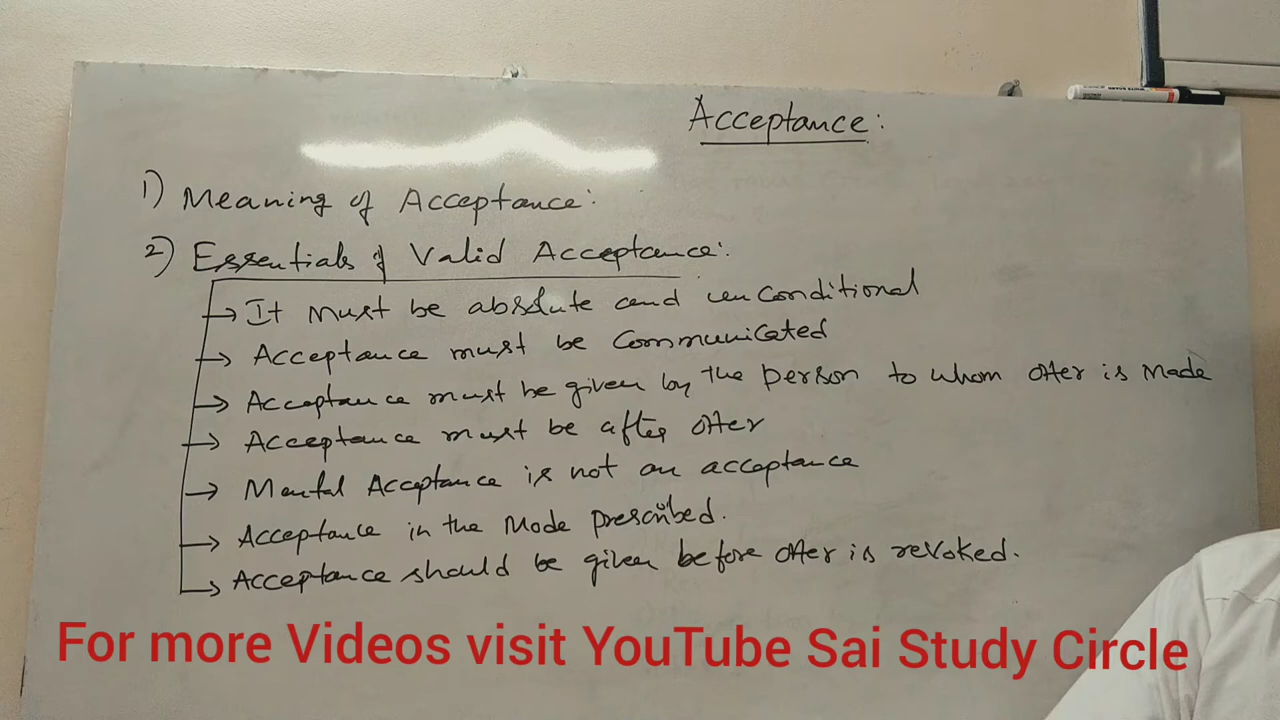 Acceptance:
1) Meaning of Acceptance:
2) Essentials of Valid Acceptance:
→ It must be absolute and unconditional
→ Acceptance must be Communicated
→ Acceptance must be given by the person to whom offer is made
→ Acceptance must be after offer
→ Mental Acceptance is not an acceptance
→ Acceptance in the Mode prescribed.
→ Acceptance should be given before offer is revoked.
For more Videos visit YouTube Sai Study Circle